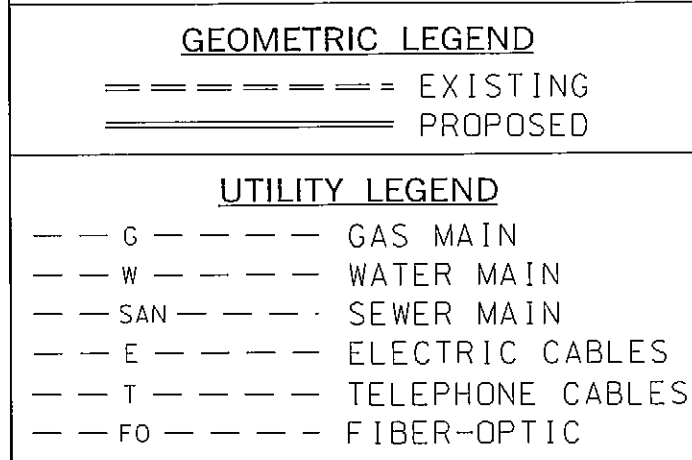 GEOMETRIC LEGEND
EXISTING
PROPOSED
UTILITY LEGEND
G GAS MAIN
W WATER MAIN
SAN SEWER MAIN
E ELECTRIC CABLES
T TELEPHONE CABLES
FO FIBER-OPTIC